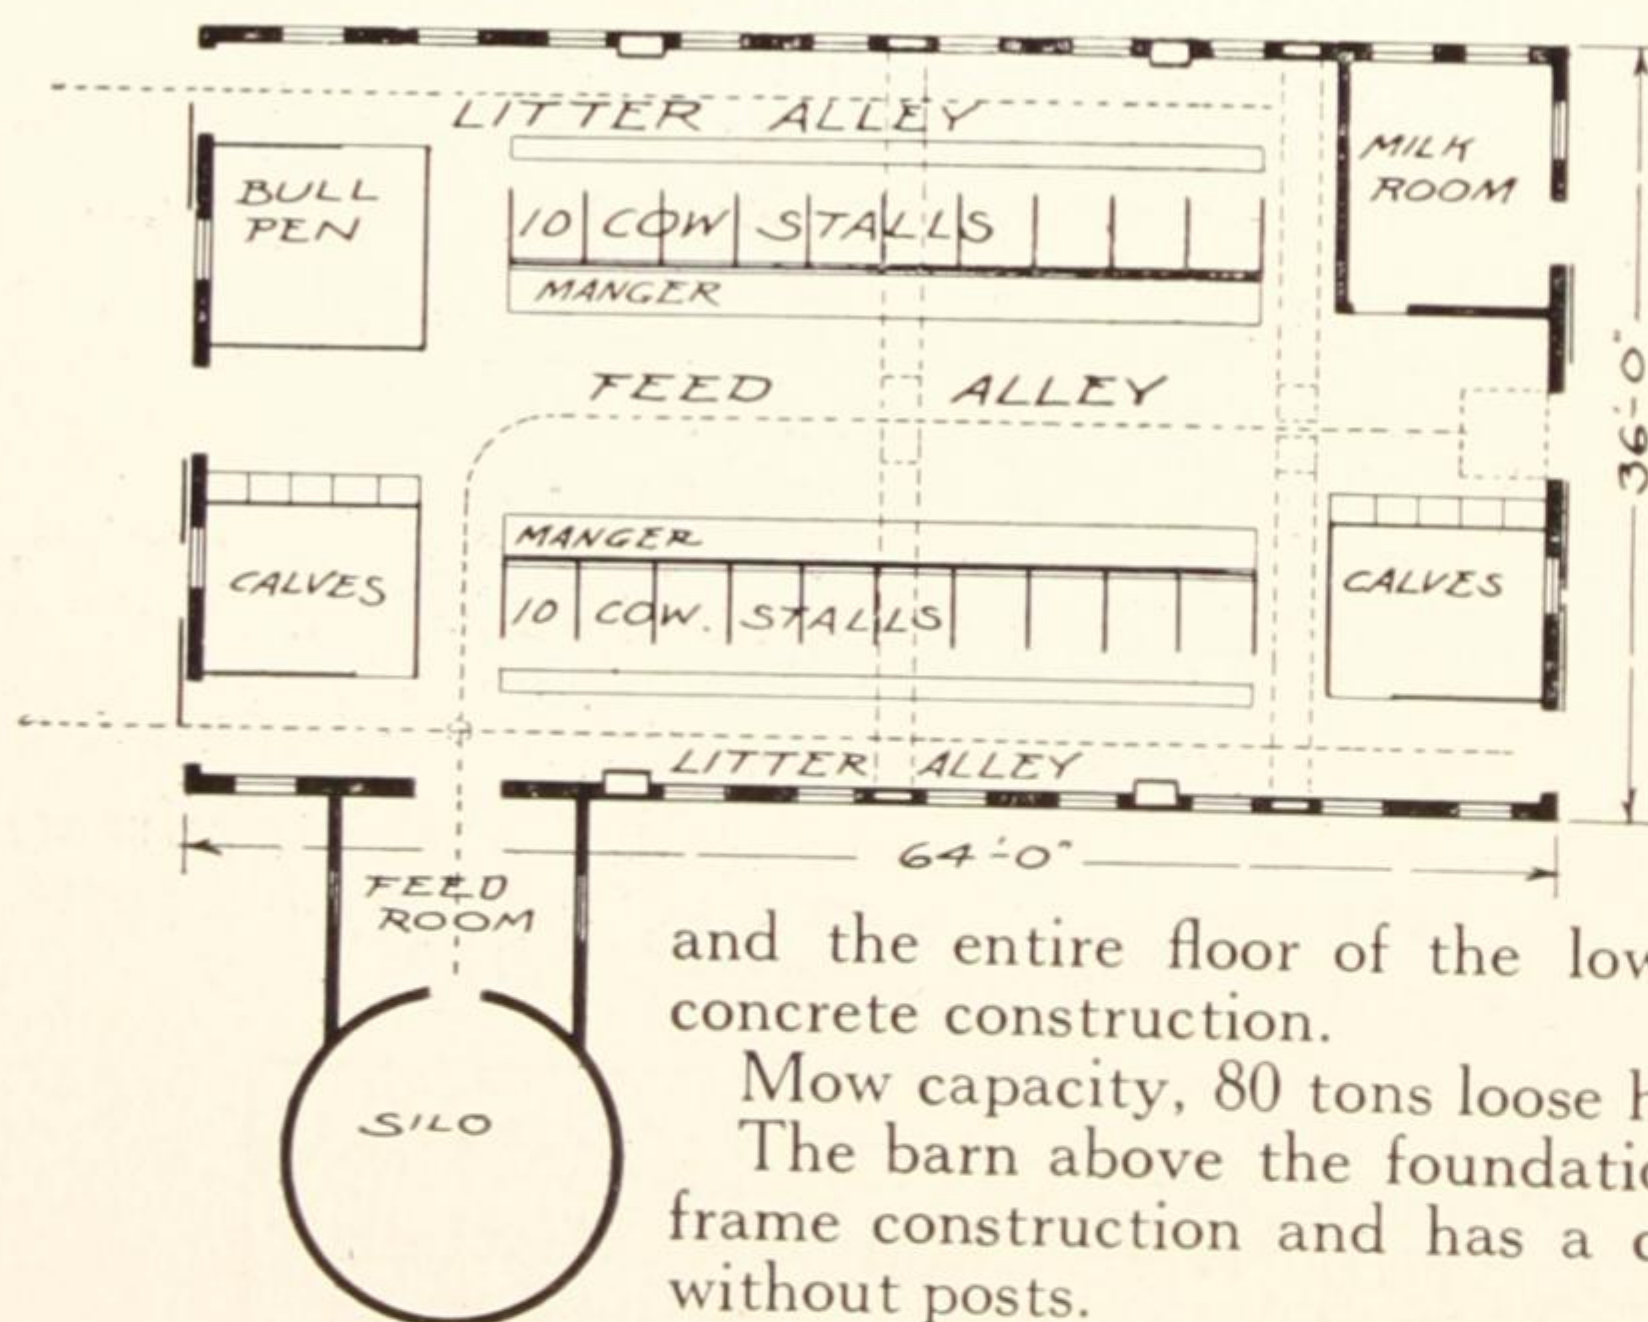 LITTER ALLEY
BULL
PEN
10 COW STALLS
MANGER
MILK
ROOM
FEED ALLEY
36'-0"
MANGER
10 COW. STALLS
CALVES
CALVES
LITTER ALLEY
64'-0"
FEED
ROOM
SILO
and the entire floor of the
concrete construction.
Mow capacity, 80 tons loose
The barn above the
frame construction and has a
without posts.